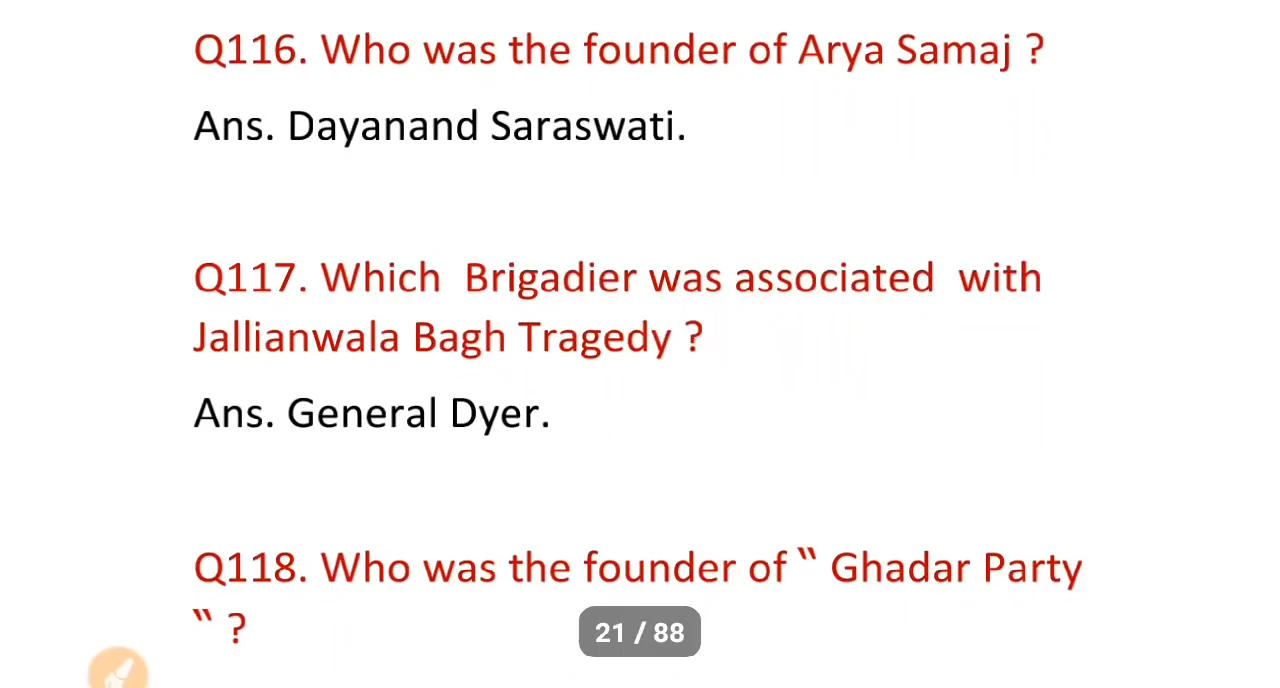 Q116. Who was the founder of Arya Samaj ?
Ans. Dayanand Saraswati.
Q117. Which  Brigadier was associated  with
Jallianwala Bagh Tragedy ?
Ans. General Dyer.
Q118. Who was the founder of ‶ Ghadar Party
‶ ?
21 / 88